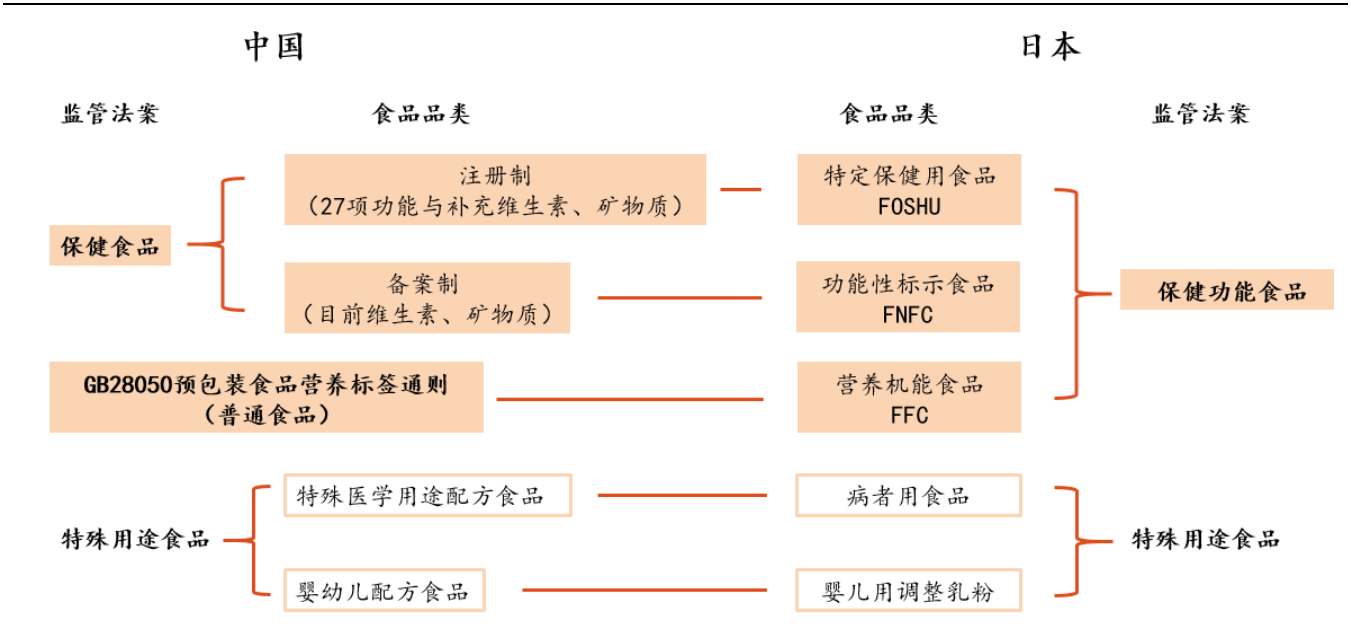 中国
日本
监管法案
食品品类
食品品类
监管法案
注册制
（27项功能与补充维生素、矿物质）
特定保健用食品
FOSHU
保健食品
备案制
（目前维生素、矿物质）
功能性标示食品
FNFC
保健功能食品
GB28050预包装食品营养标签通则
（普通食品）
营养机能食品
FFC
特殊医学用途配方食品
病者用食品
特殊用途食品
特殊用途食品
婴幼儿配方食品
婴儿用调整乳粉